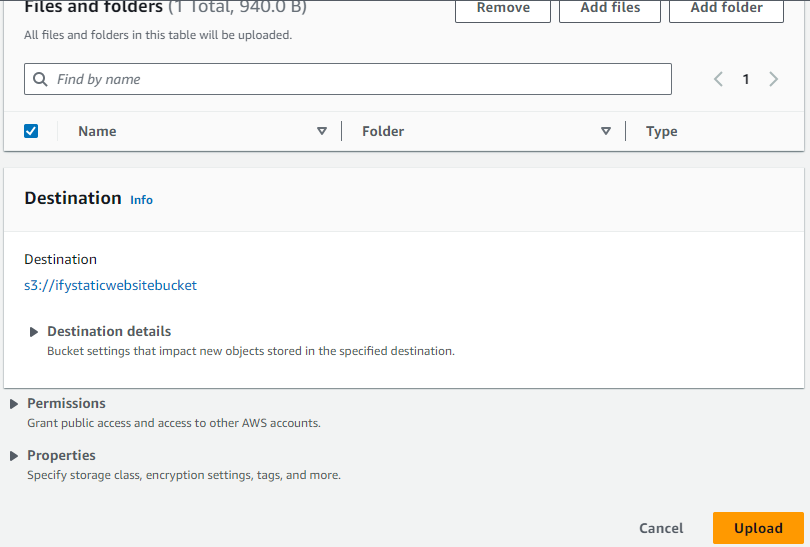 Files and folders (1 Total, 940.0 B)
Remove
Add files
Add folder
All files and folders in this table will be uploaded.
Find by name
1
Name
Folder
Type
Destination Info
Destination
s3://ifystaticwebsitebucket
Destination details
Bucket settings that impact new objects stored in the specified destination.
Permissions
Grant public access and access to other AWS accounts.
Properties
Specify storage class, encryption settings, tags, and more.
Cancel
Upload